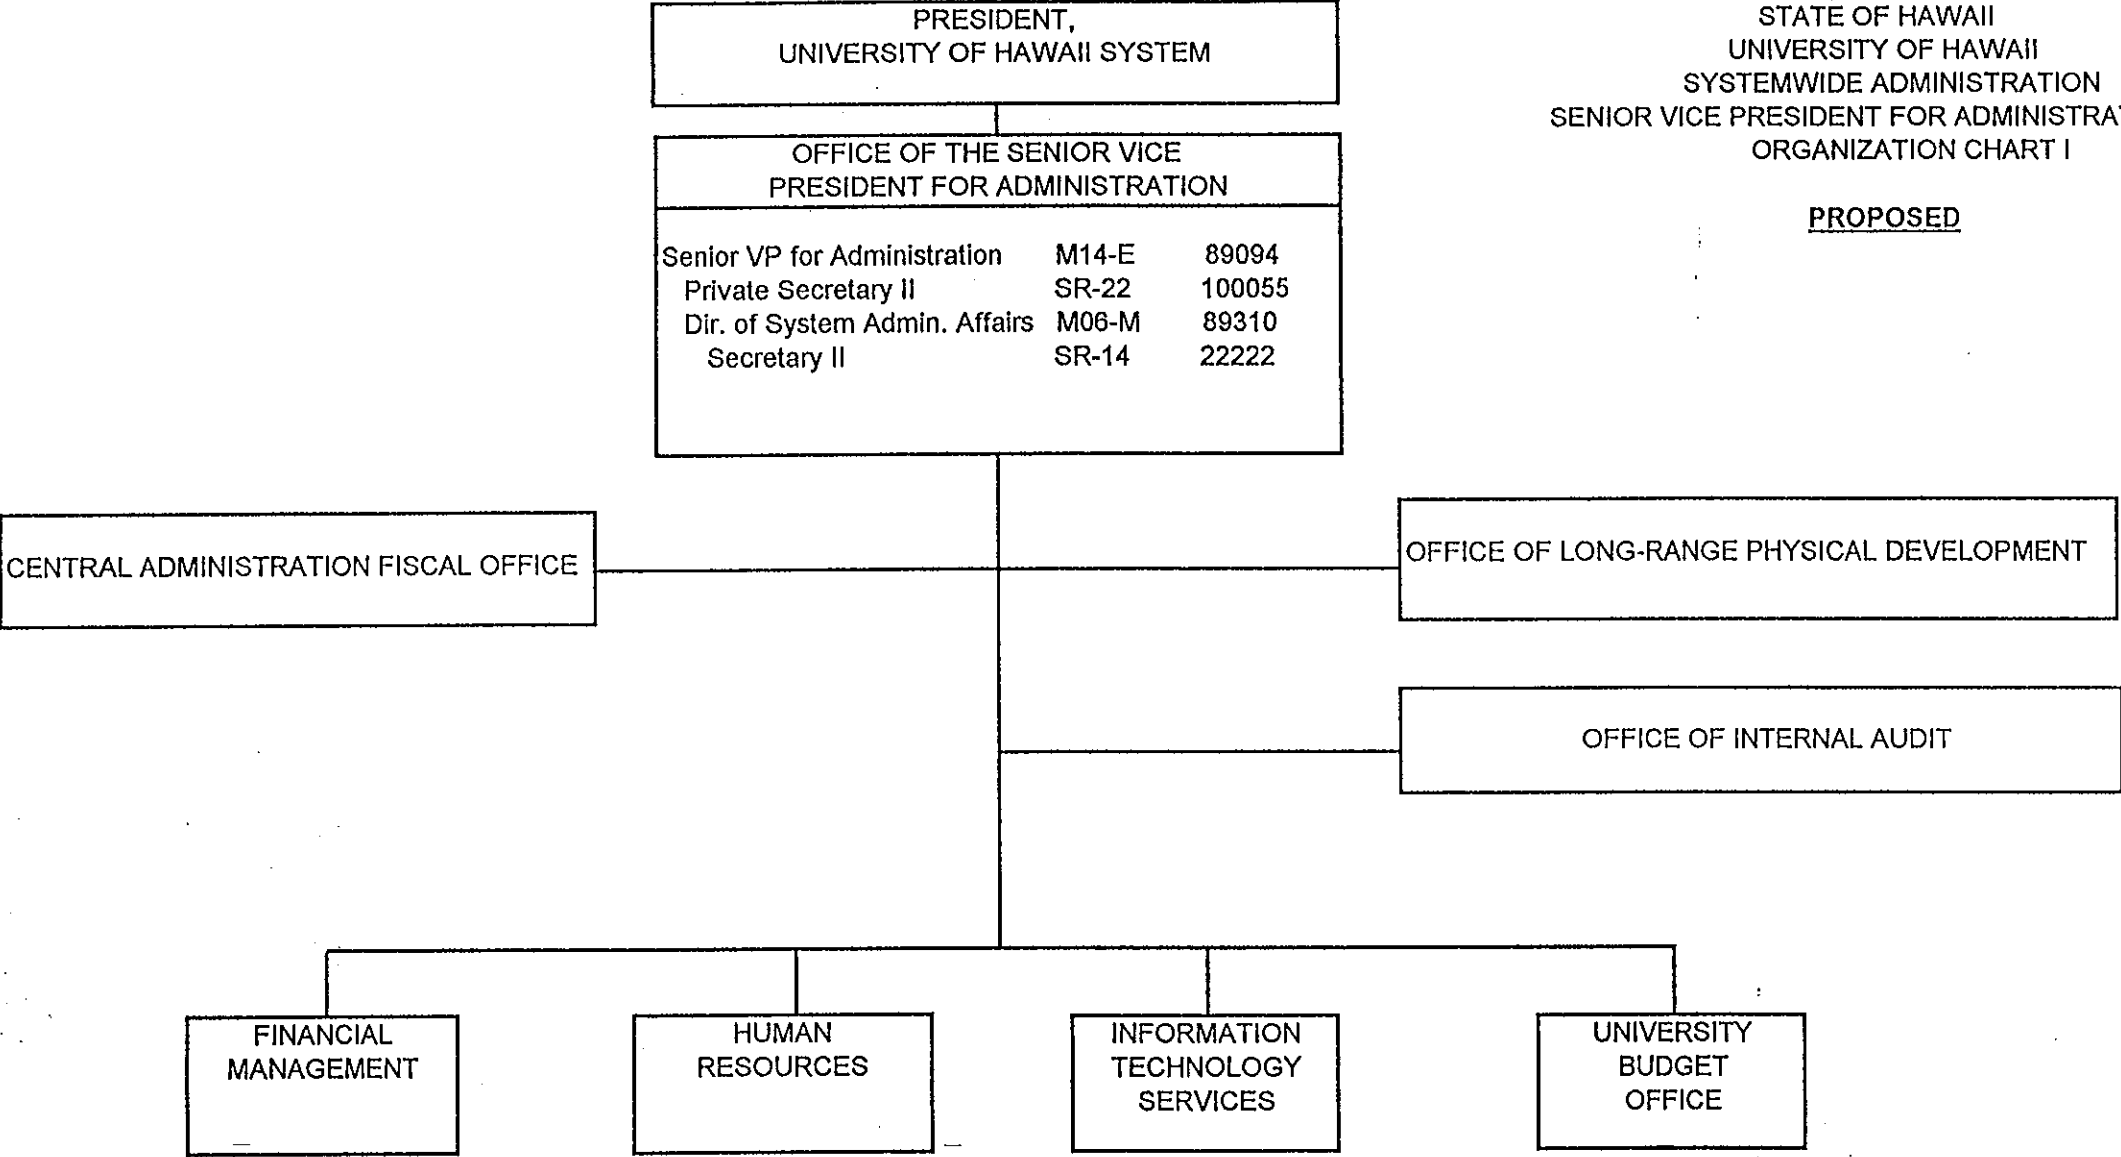 PRESIDENT,
UNIVERSITY OF HAWAII SYSTEM
STATE OF HAWAII
UNIVERSITY OF HAWAII
SYSTEMWIDE ADMINISTRATION
SENIOR VICE PRESIDENT FOR
ORGANIZATION CHART I
PROPOSED
OFFICE OF THE SENIOR VICE
PRESIDENT FOR ADMINISTRATION
Senior VP for Administration M14-E 89094
Private Secretary II SR-22 100055
Dir. of System Admin. Affairs M06-M 89310
Secretary II SR-14 22222
CENTRAL ADMINISTRATION FISCAL OFFICE
OFFICE OF LONG-RANGE PHYSICAL DEVELOPMENT
OFFICE OF INTERNAL AUDIT
FINANCIAL
MANAGEMENT
HUMAN
RESOURCES
INFORMATION
TECHNOLOGY
SERVICES
UNIVERSITY
BUDGET
OFFICE